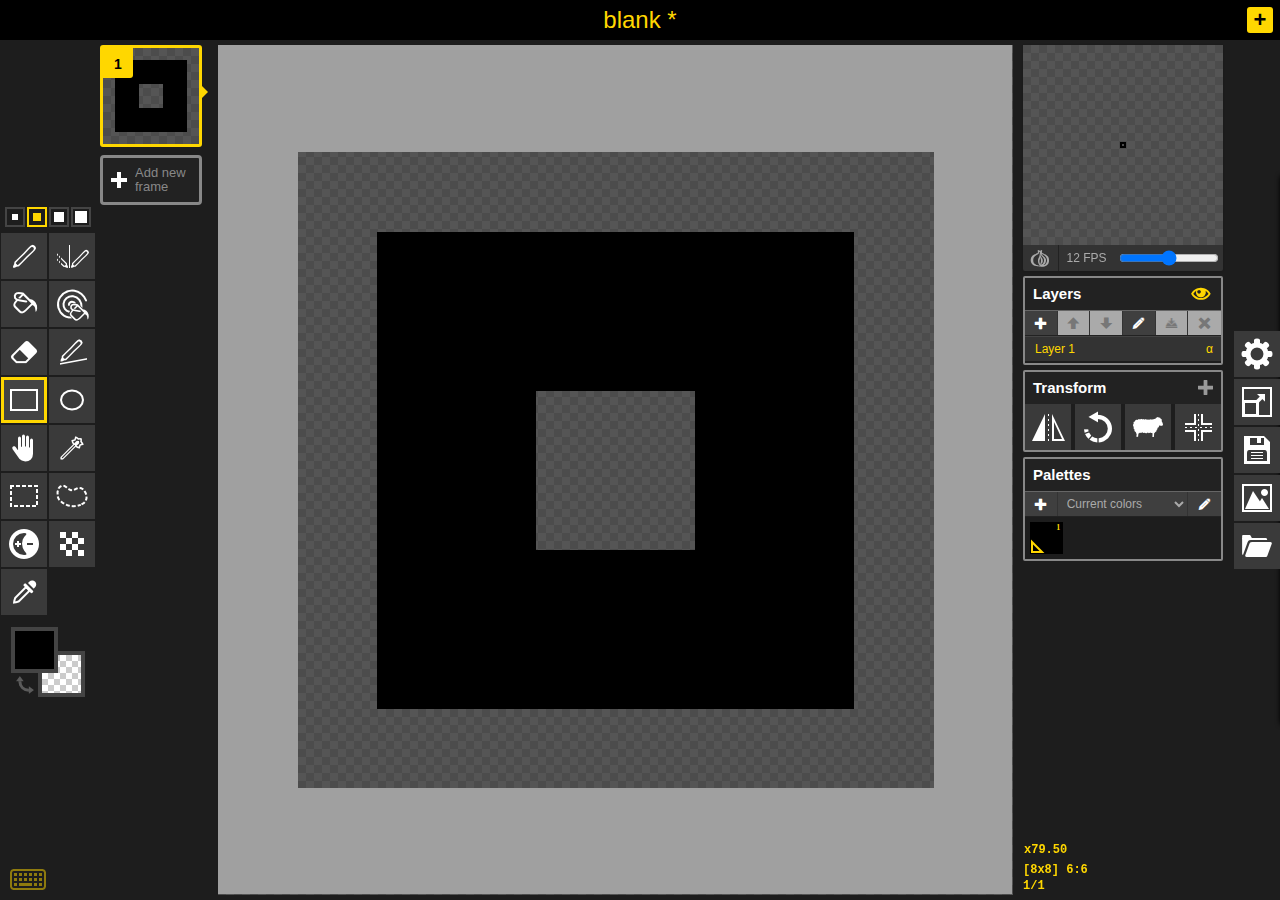 blank *
1
Add new
frame
12 FPS
Layers
Layer 1 α
Transform
Palettes
Current colors
1
x79.50
[8x8] 6:6
1/1